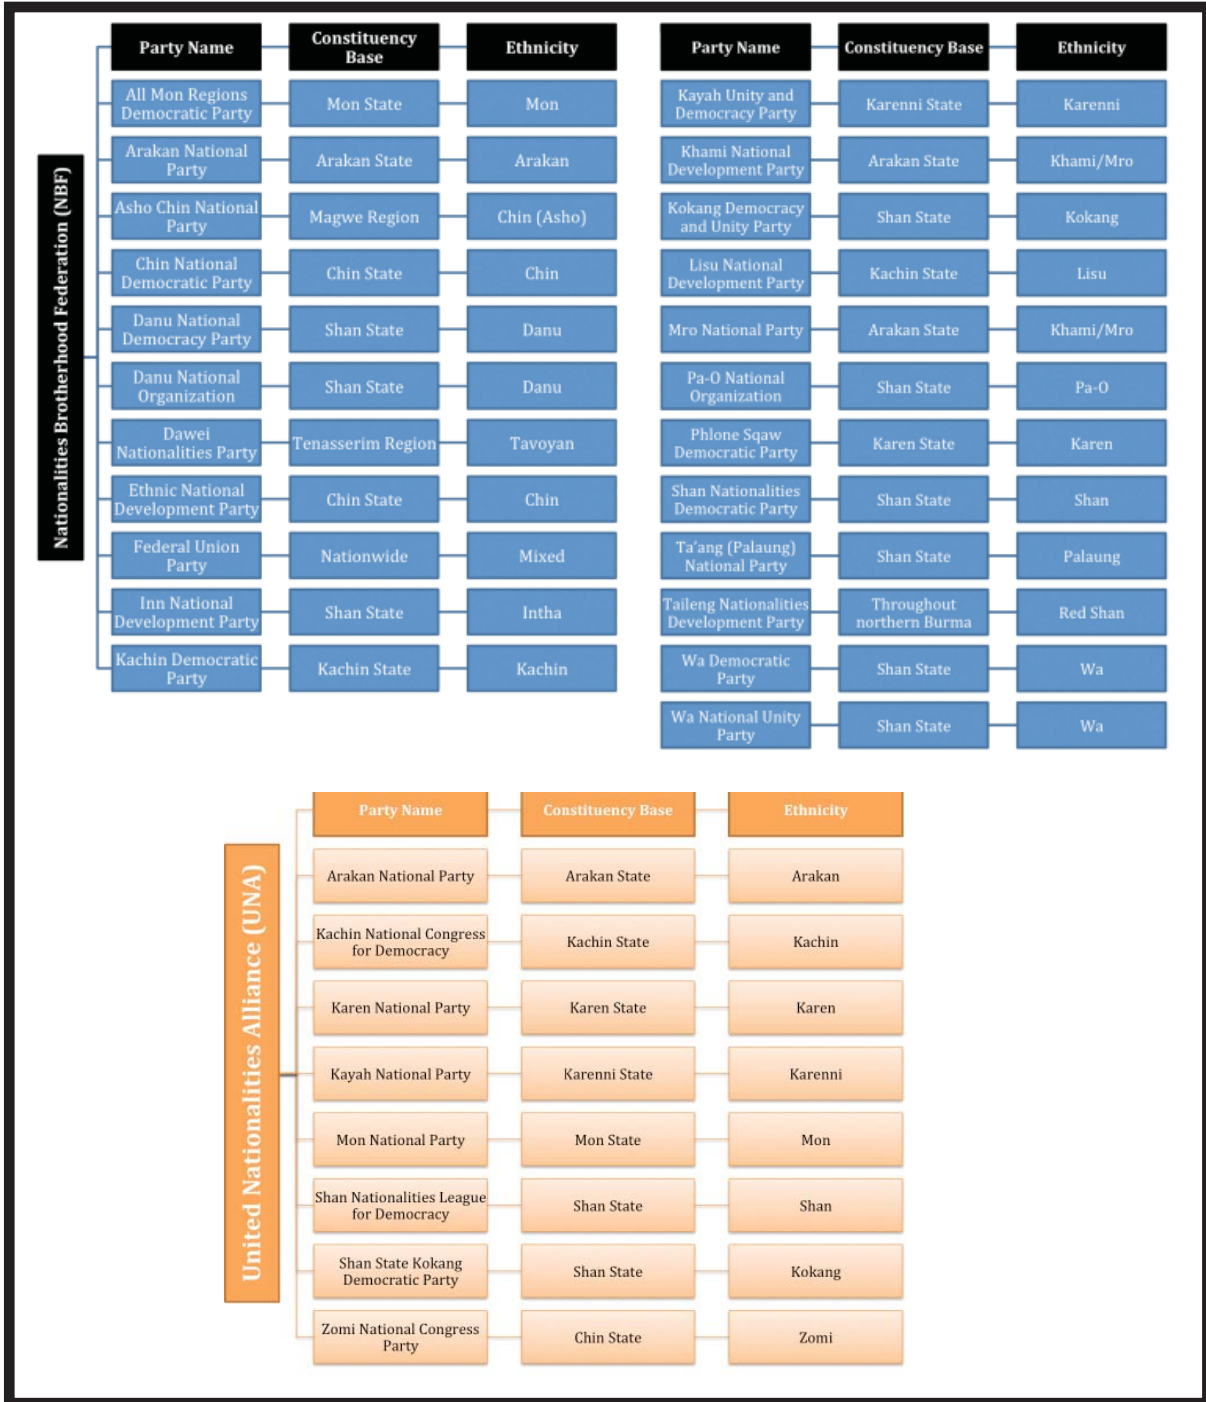 Nationalities Brotherhood Federation (NBF)
Party Name
Constituency
Base
Ethnicity
All Mon Regions
Democratic Party
Mon State
Mon
Arakan National
Party
Arakan State
Arakan
Asho Chin National
Party
Magwe Region
Chin (Asho)
Chin National
Democratic Party
Chin State
Chin
Danu National
Democracy Party
Shan State
Danu
Danu National
Organization
Shan State
Danu
Dawei
Nationalities Party
Tenasserim Region
Tavoyan
Ethnic National
Development Party
Chin State
Chin
Federal Union
Party
Nationwide
Mixed
Inn National
Development Party
Shan State
Intha
Kachin Democratic
Party
Kachin State
Kachin
Party Name
Constituency Base
Ethnicity
Kayah Unity and
Democracy Party
Karenni State
Karenni
Khami National
Development Party
Arakan State
Khami/Mro
Kokang Democracy
and Unity Party
Shan State
Kokang
Lisu National
Development Party
Kachin State
Lisu
Mro National Party
Arakan State
Khami/Mro
Pa-O National
Organization
Shan State
Pa-O
Phlone Sqaw
Democratic Party
Karen State
Karen
Shan Nationalities
Democratic Party
Shan State
Shan
Ta’ang (Palaung)
National Party
Shan State
Palaung
Taileng Nationalities
Development Party
Throughout
northern Burma
Red Shan
Wa Democratic
Party
Shan State
Wa
Wa National Unity
Party
Shan State
Wa
United Nationalities Alliance (UNA)
Party Name
Constituency Base
Ethnicity
Arakan National Party
Arakan State
Arakan
Kachin National Congress
for Democracy
Kachin State
Kachin
Karen National Party
Karen State
Karen
Kayah National Party
Karenni State
Karenni
Mon National Party
Mon State
Mon
Shan Nationalities League
for Democracy
Shan State
Shan
Shan State Kokang
Democratic Party
Shan State
Kokang
Zomi National Congress
Party
Chin State
Zomi